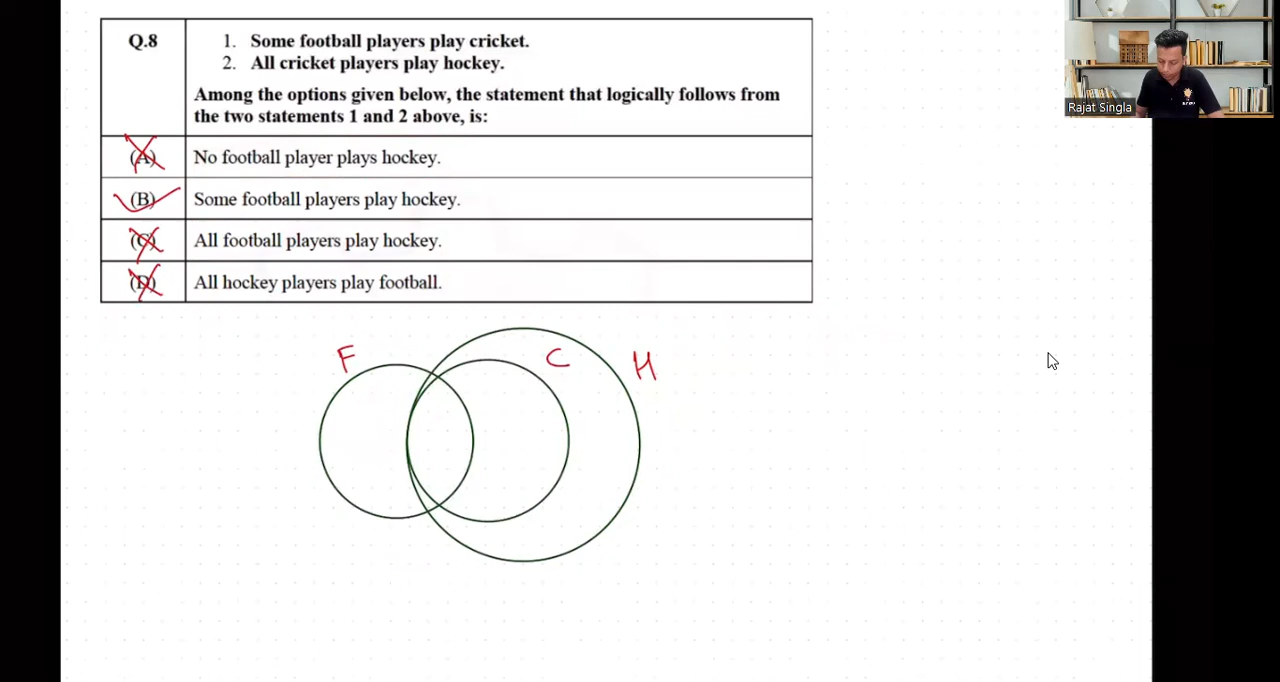 Q.8
1. Some football players play cricket.
2. All cricket players play hockey.
Among the options given below, the statement that logically follows from
the two statements 1 and 2 above, is:
(A) No football player plays hockey.
(B) Some football players play hockey.
(C) All football players play hockey.
(D) All hockey players play football.
F C H
Rajat Singla